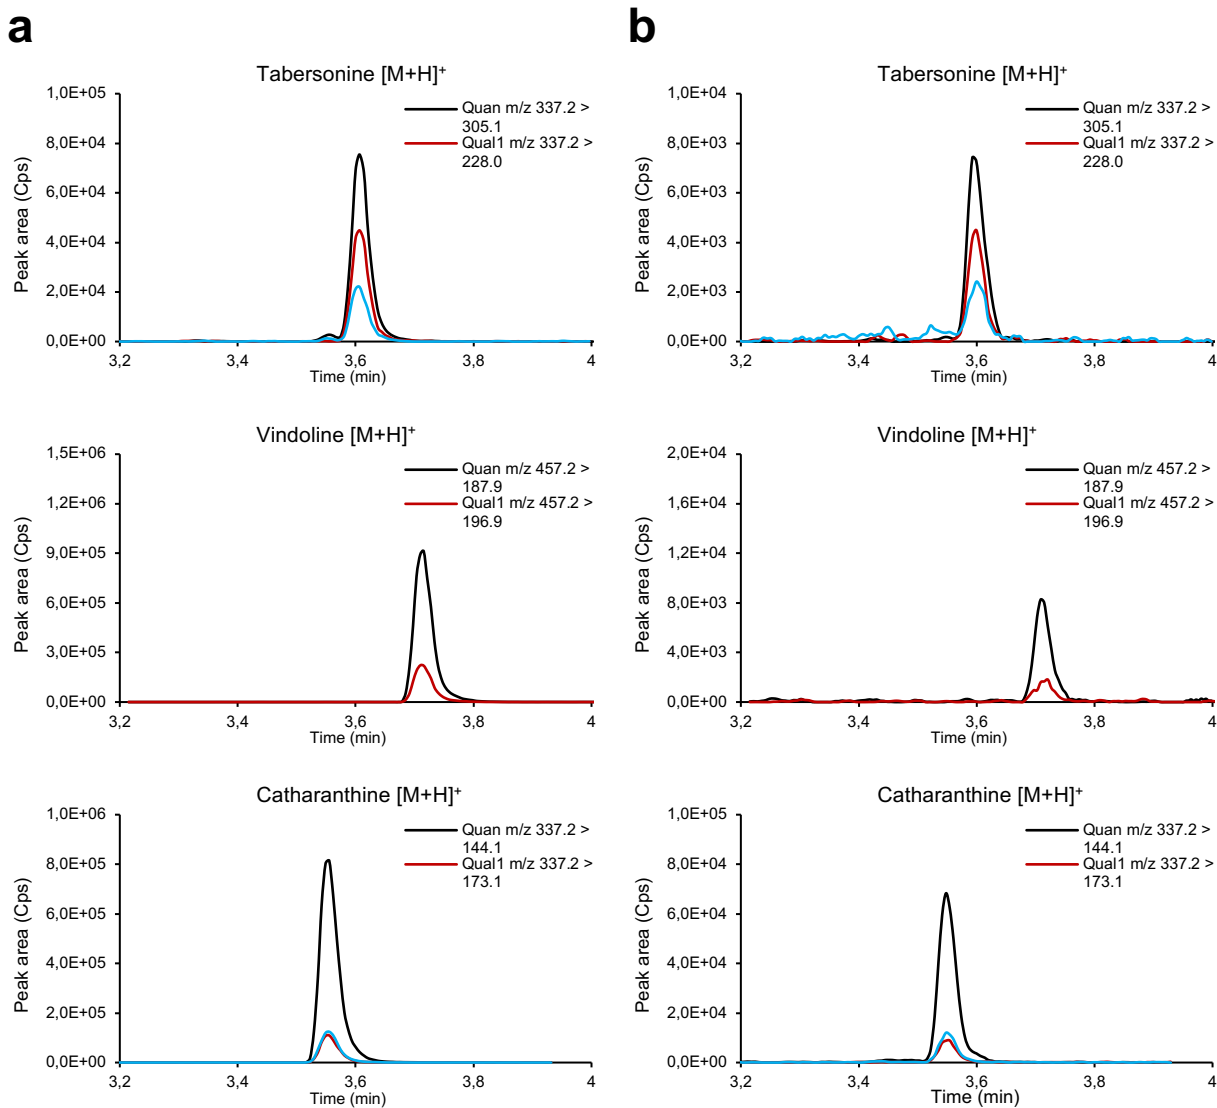 a
b
Tabersonine [M+H]+
1,0E+05
8,0E+04
6,0E+04
4,0E+04
2,0E+04
0,0E+00
Peak area (Cps)
Quan m/z 337.2 >
305.1
Qual1 m/z 337.2 >
228.0
3,2
3,4
3,6
3,8
4
Time (min)
Tabersonine [M+H]+
1,0E+04
8,0E+03
6,0E+03
4,0E+03
2,0E+03
0,0E+00
Peak area (Cps)
Quan m/z 337.2 >
305.1
Qual1 m/z 337.2 >
228.0
3,2
3,4
3,6
3,8
4
Time (min)
Vindoline [M+H]+
1,5E+06
1,2E+06
9,0E+05
6,0E+05
3,0E+05
0,0E+00
Peak area (Cps)
Quan m/z 457.2 >
187.9
Qual1 m/z 457.2 >
196.9
3,2
3,4
3,6
3,8
4
Time (min)
Vindoline [M+H]+
2,0E+04
1,6E+04
1,2E+04
8,0E+03
4,0E+03
0,0E+00
Peak area (Cps)
Quan m/z 457.2 >
187.9
Qual1 m/z 457.2 >
196.9
3,2
3,4
3,6
3,8
4
Time (min)
Catharanthine [M+H]+
1,0E+06
8,0E+05
6,0E+05
4,0E+05
2,0E+05
0,0E+00
Peak area (Cps)
Quan m/z 337.2 >
144.1
Qual1 m/z 337.2 >
173.1
3,2
3,4
3,6
3,8
4
Time (min)
Catharanthine [M+H]+
1,0E+05
8,0E+04
6,0E+04
4,0E+04
2,0E+04
0,0E+00
Peak area (Cps)
Quan m/z 337.2 >
144.1
Qual1 m/z 337.2 >
173.1
3,2
3,4
3,6
3,8
4
Time (min)